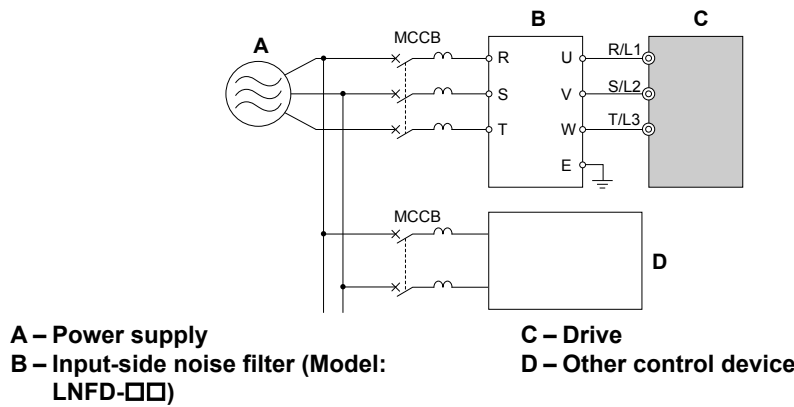 A
MCCB
B
C
R
U
R/L1
S
V
S/L2
T
W
T/L3
E
MCCB
D
A – Power supply
B – Input-side noise filter (Model:
LNFD-□□)
C – Drive
D – Other control device